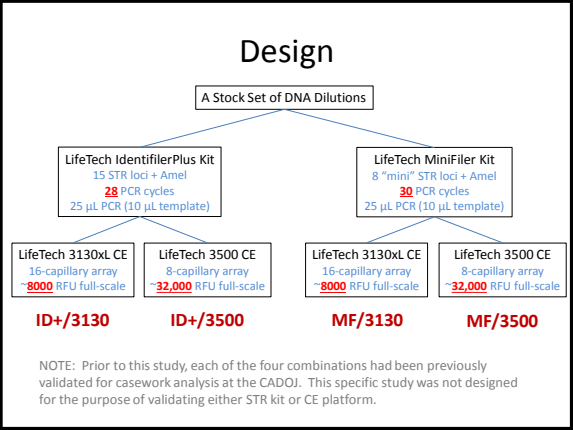 Design
A Stock Set of DNA Dilutions
LifeTech IdentifilerPlus Kit
15 STR loci + Amel
28 PCR cycles
25 µL PCR (10 µL template)
LifeTech MiniFiler Kit
8 “mini” STR loci + Amel
30 PCR cycles
25 µL PCR (10 µL template)
LifeTech 3130xL CE
16-capillary array
~8000 RFU full-scale
LifeTech 3500 CE
8-capillary array
~32,000 RFU full-scale
LifeTech 3130xL CE
16-capillary array
~8000 RFU full-scale
LifeTech 3500 CE
8-capillary array
~32,000 RFU full-scale
ID+/3130
ID+/3500
MF/3130
MF/3500
NOTE: Prior to this study, each of the four combinations had been previously
validated for casework analysis at the CADOJ. This specific study was not designed
for the purpose of validating either STR kit or CE platform.